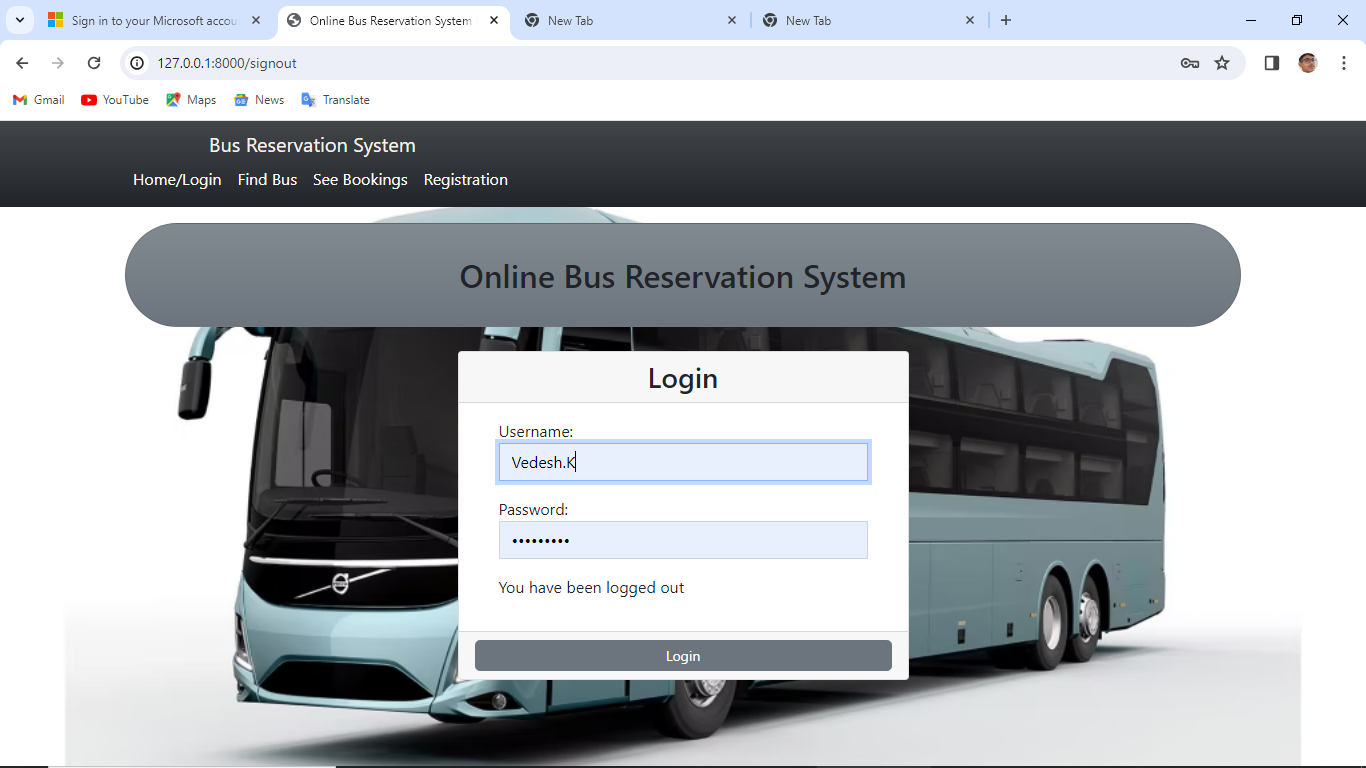 Sign in to your Microsoft accou
Online Bus Reservation System
New Tab
New Tab
127.0.0.1:8000/signout
Gmail
YouTube
Maps
News
Translate
Bus Reservation System
Home/Login Find Bus See Bookings Registration
Online Bus Reservation System
Login
Username:
Vedesh.K
Password:
•••••••••
You have been logged out
Login